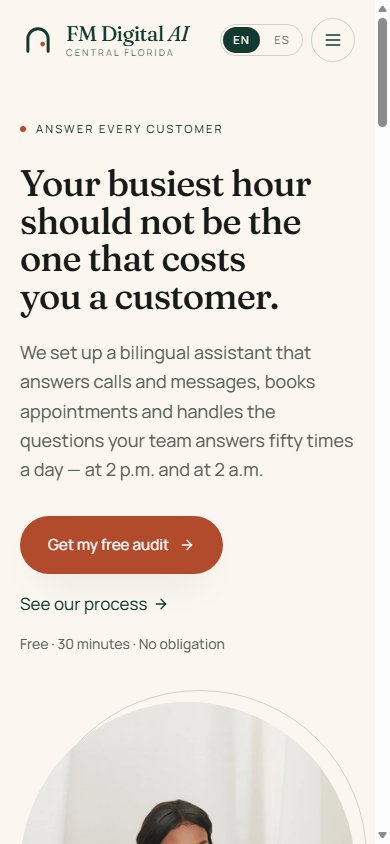 FM Digital AI
CENTRAL FLORIDA
EN
ES
ANSWER EVERY CUSTOMER
Your busiest hour
should not be the
one that costs
you a customer.
We set up a bilingual assistant that
answers calls and messages, books
appointments and handles the
questions your team answers fifty times
a day — at 2 p.m. and at 2 a.m.
Get my free audit →
See our process →
Free · 30 minutes · No obligation